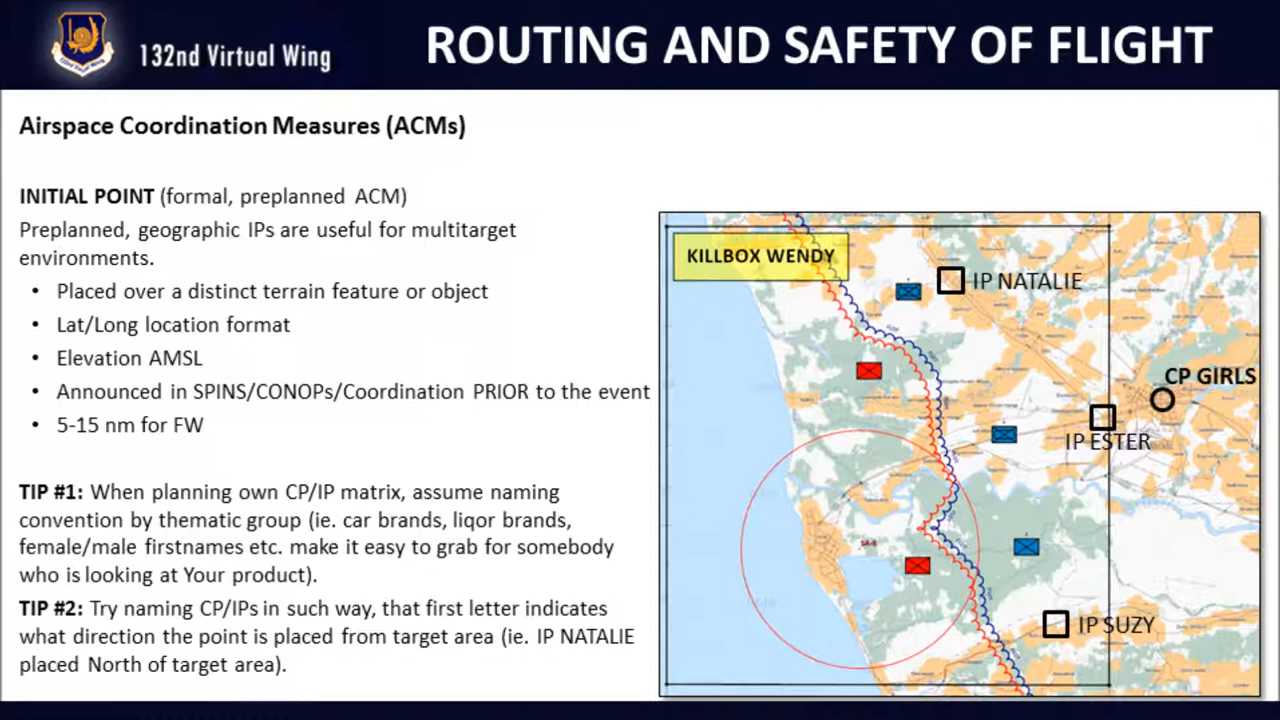 132nd Virtual Wing
ROUTING AND SAFETY OF FLIGHT
Airspace Coordination Measures (ACMs)
INITIAL POINT (formal, preplanned ACM)
Preplanned, geographic IPs are useful for multitarget
environments.
• Placed over a distinct terrain feature or object
• Lat/Long location format
• Elevation AMSL
• Announced in SPINS/CONOPs/Coordination PRIOR to the event
• 5-15 nm for FW
TIP #1: When planning own CP/IP matrix, assume naming
convention by thematic group (ie. car brands, liqor brands,
female/male firstnames etc. make it easy to grab for somebody
who is looking at Your product).
TIP #2: Try naming CP/IPs in such way, that first letter indicates
what direction the point is placed from target area (ie. IP NATALIE
placed North of target area).
KILLBOX WENDY
IP NATALIE
CP GIRLS
IP ESTER
SA-8
IP SUZY